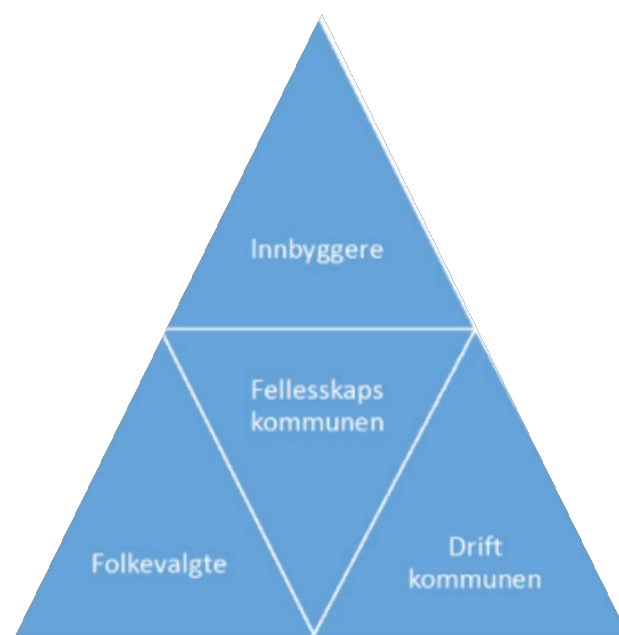 Innbyggere
Fellesskaps
kommunen
Folkevalgte
Drift
kommunen